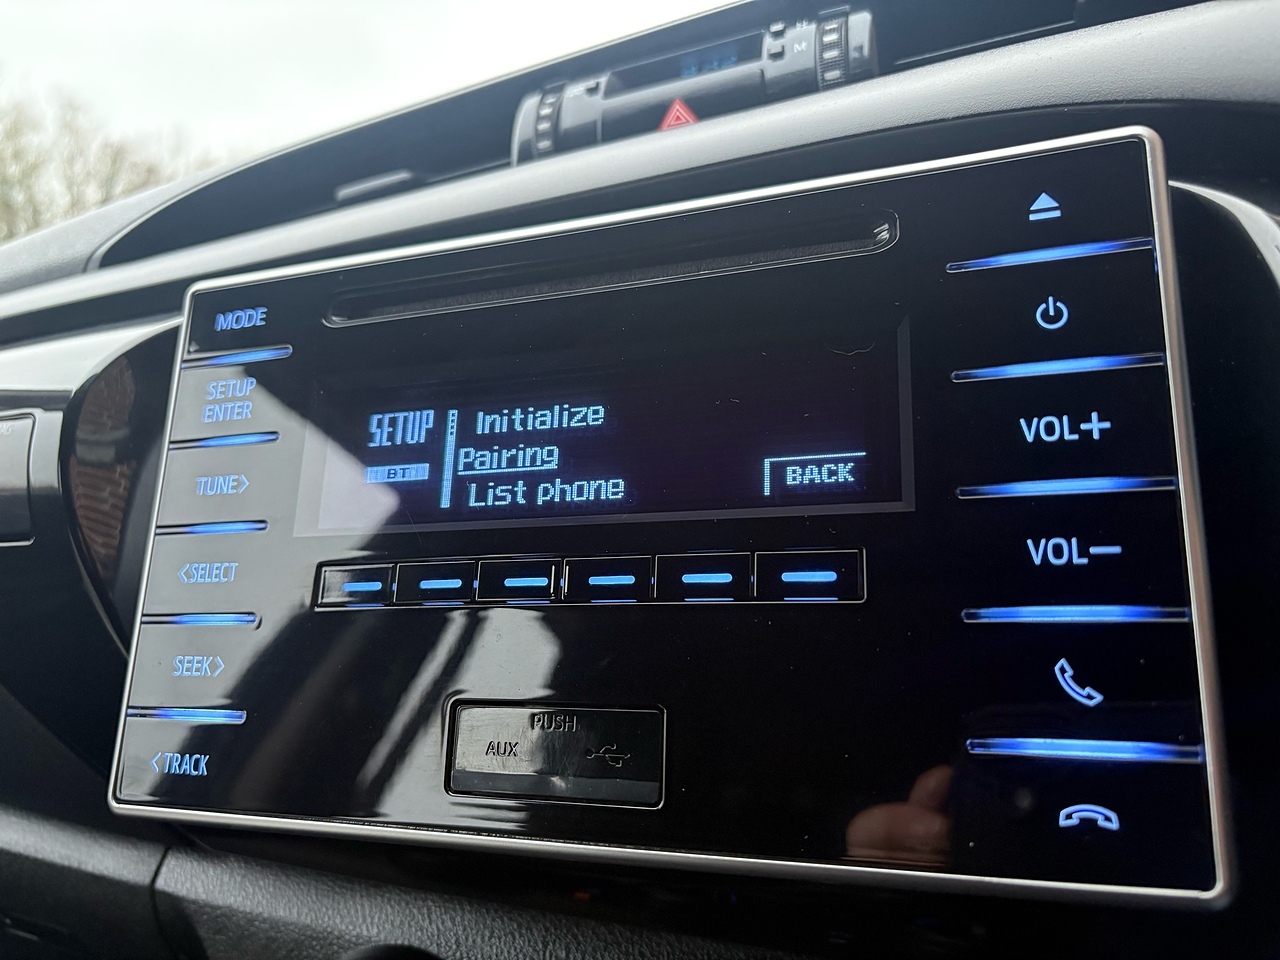 MODE
SETUP
ENTER
TUNE>
<SELECT
SEEK>
<TRACK
SETUP
BT
Initialize
Pairing
List phone
BACK
PUSH
AUX
VOL+
VOL-